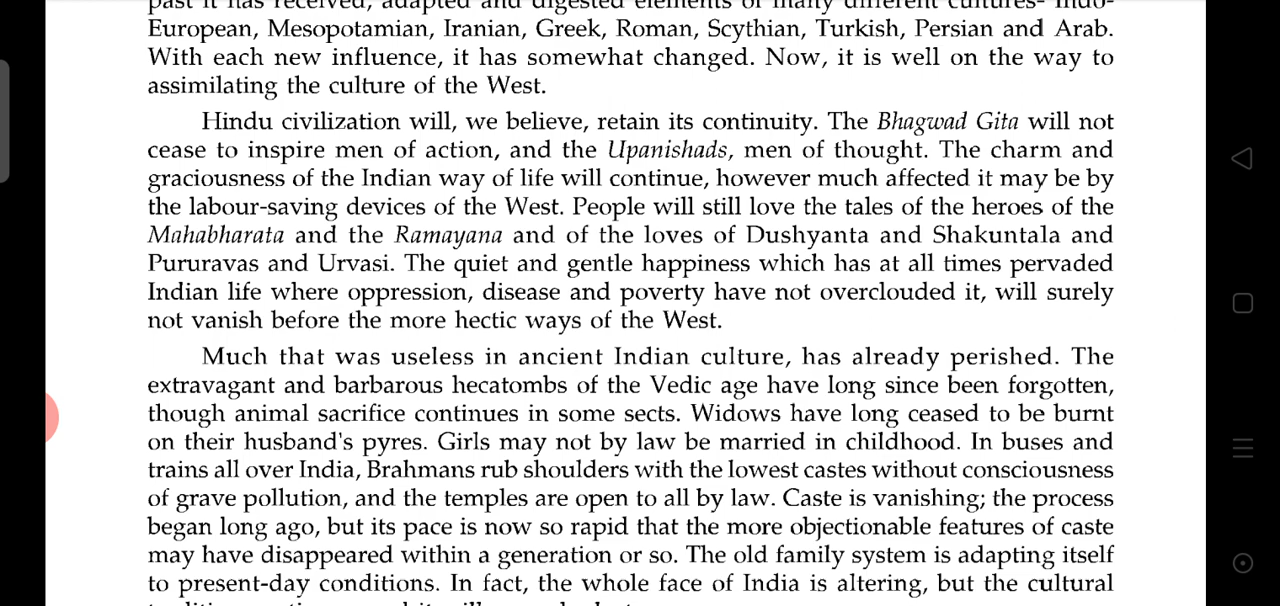 past it has received, adapted and digested elements of many different cultures- Indo-
European, Mesopotamian, Iranian, Greek, Roman, Scythian, Turkish, Persian and Arab.
With each new influence, it has somewhat changed. Now, it is well on the way to
assimilating the culture of the West.
Hindu civilization will, we believe, retain its continuity. The Bhagwad Gita will not
cease to inspire men of action, and the Upanishads, men of thought. The charm and
graciousness of the Indian way of life will continue, however much affected it may be by
the labour-saving devices of the West. People will still love the tales of the heroes of the
Mahabharata and the Ramayana and of the loves of Dushyanta and Shakuntala and
Pururavas and Urvasi. The quiet and gentle happiness which has at all times pervaded
Indian life where oppression, disease and poverty have not overclouded it, will surely
not vanish before the more hectic ways of the West.
Much that was useless in ancient Indian culture, has already perished. The
extravagant and barbarous hecatombs of the Vedic age have long since been forgotten,
though animal sacrifice continues in some sects. Widows have long ceased to be burnt
on their husband's pyres. Girls may not by law be married in childhood. In buses and
trains all over India, Brahmans rub shoulders with the lowest castes without consciousness
of grave pollution, and the temples are open to all by law. Caste is vanishing; the process
began long ago, but its pace is now so rapid that the more objectionable features of caste
may have disappeared within a generation or so. The old family system is adapting itself
to present-day conditions. In fact, the whole face of India is altering, but the cultural